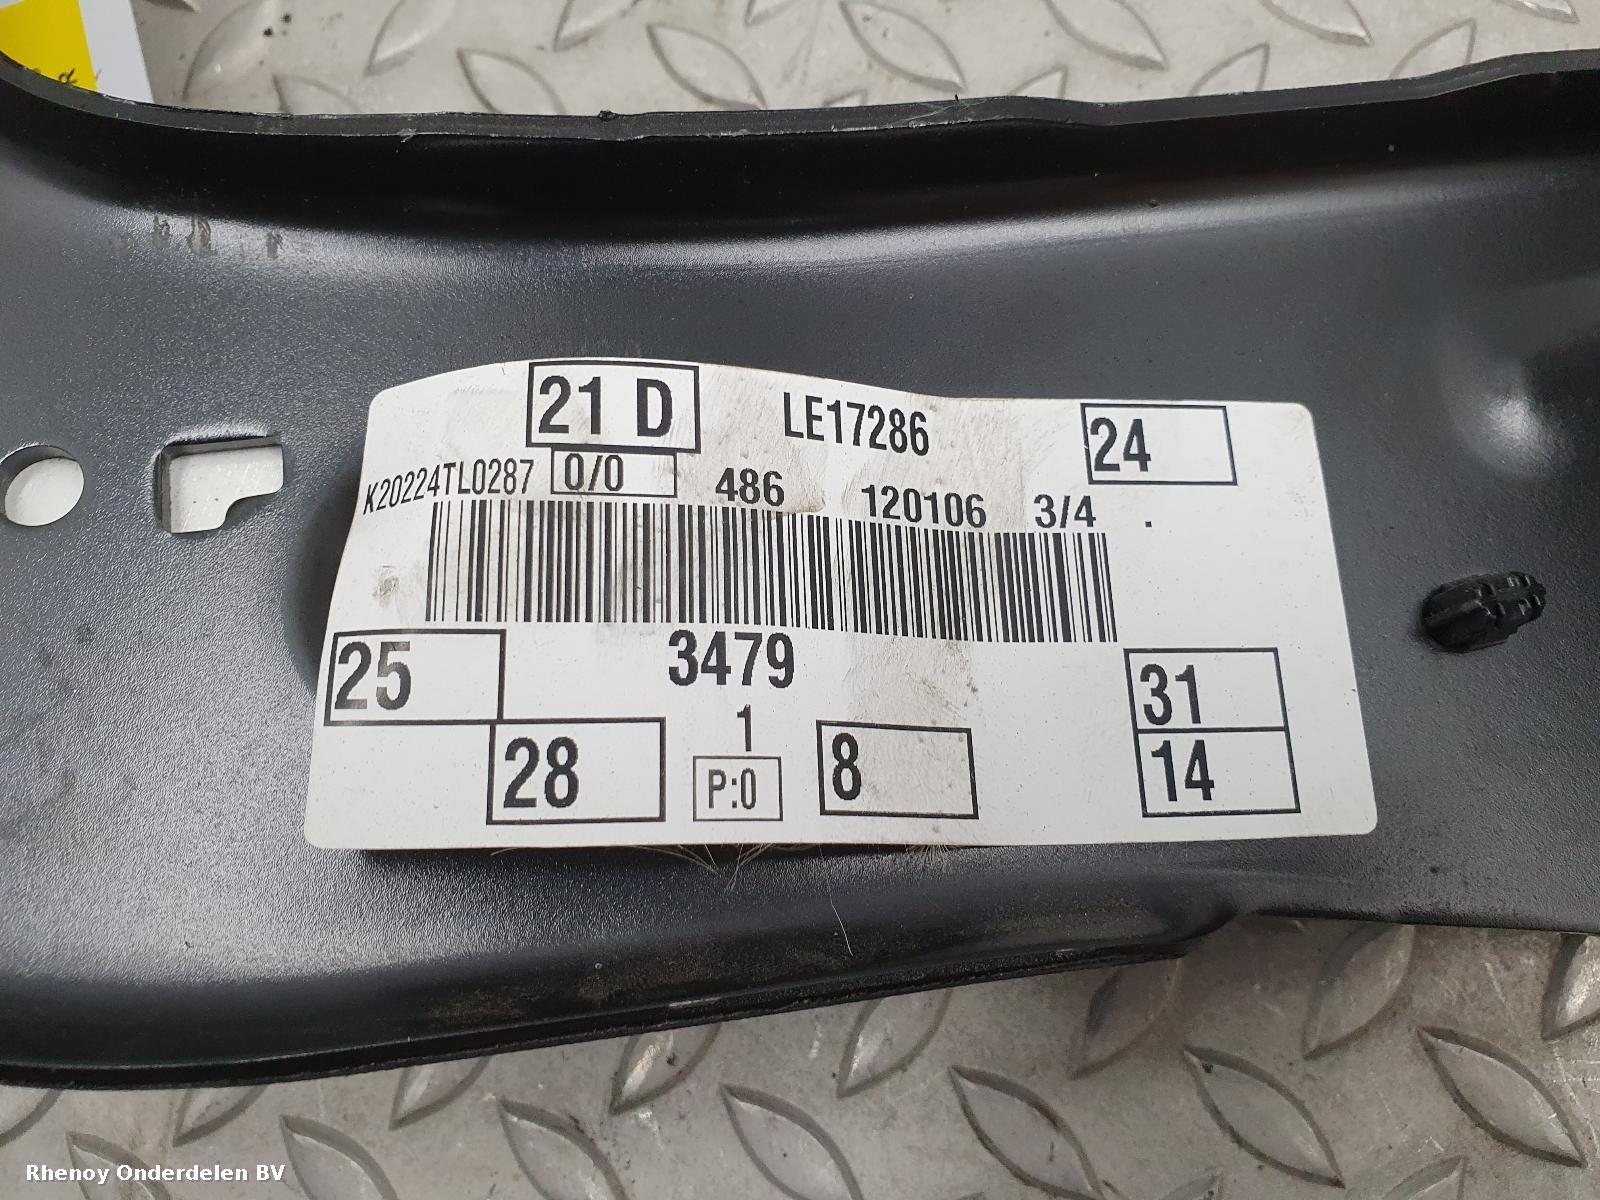 21 D LE17286 24
K20224TL0287 0/0 486 120106 3/4 .
3479
25 31
1
28 P:0 8 14
Rhenoy Onderdelen BV